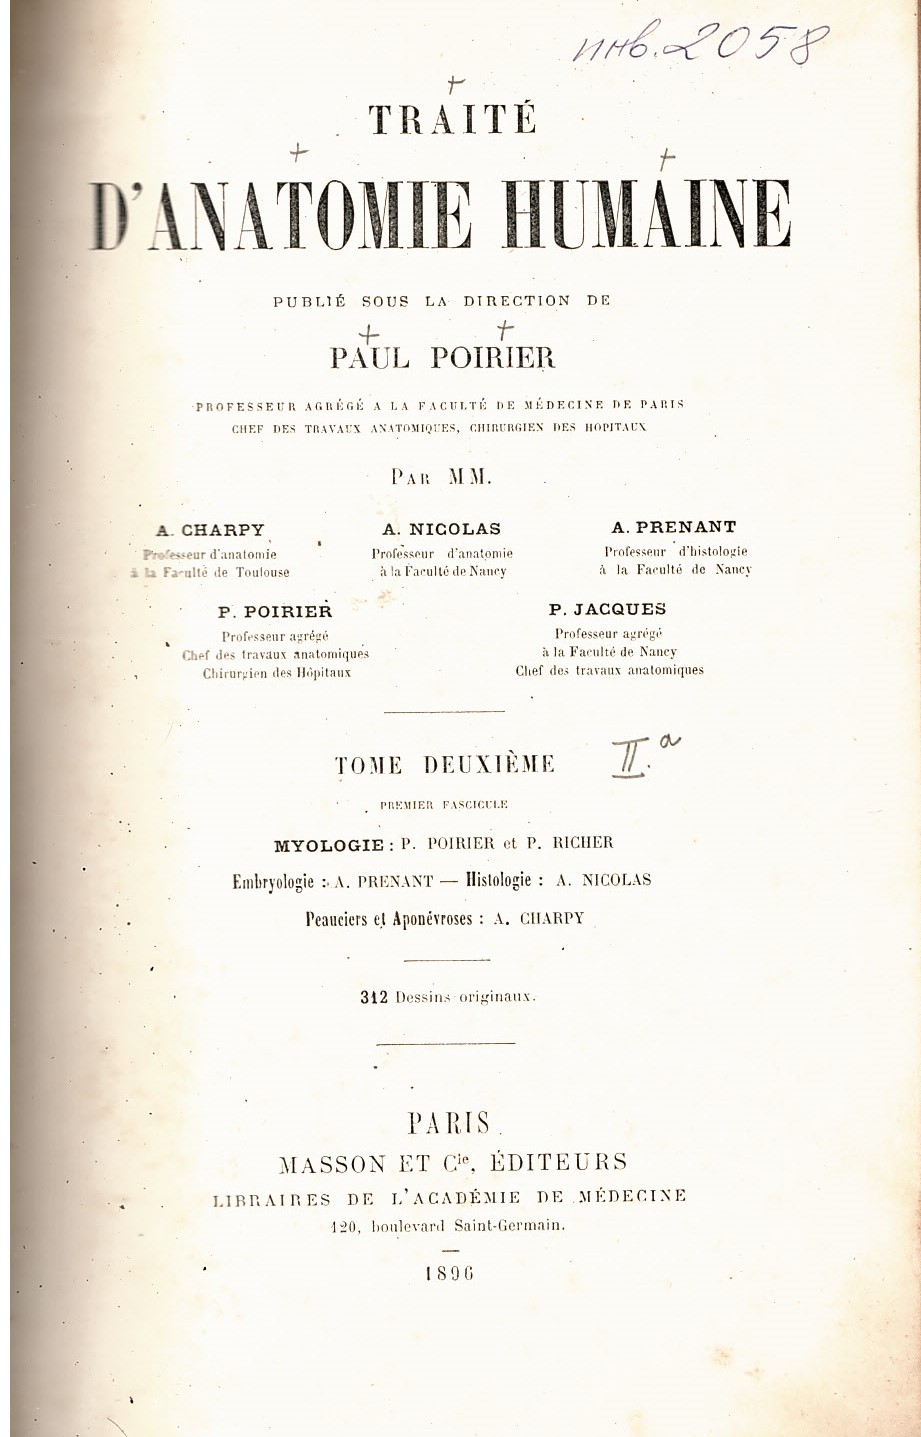 инв. 2058
TRAITÉ
D'ANATOMIE HUMAINE
PUBLIÉ SOUS LA DIRECTION DE
PAUL POIRIER
PROFESSEUR AGRÉGÉ A LA FACULTÉ DE MÉDECINE DE PARIS
CHEF DES TRAVAUX ANATOMIQUES, CHIRURGIEN DES HOPITAUX
PAR MM.
A. CHARPY
Professeur d'anatomie
à la Faculté de Toulouse
A. NICOLAS
Professeur d'anatomie
à la Faculté de Nancy
A. PRENANT
Professeur d'histologie
à la Faculté de Nancy
P. POIRIER
Professeur agrégé
Chef des travaux anatomiques
Chirurgien des Hôpitaux
P. JACQUES
Professeur agrégé
à la Faculté de Nancy
Chef des travaux anatomiques
TOME DEUXIÈME II.a
PREMIER FASCICULE
MYOLOGIE : P. POIRIER et P. RICHER
Embryologie : A. PRENANT — Histologie : A. NICOLAS
Peauciers et Aponévroses : A. CHARPY
312 Dessins originaux.
PARIS
MASSON ET Cie, ÉDITEURS
LIBRAIRES DE L'ACADÉMIE DE MÉDECINE
120, boulevard Saint-Germain.
1896